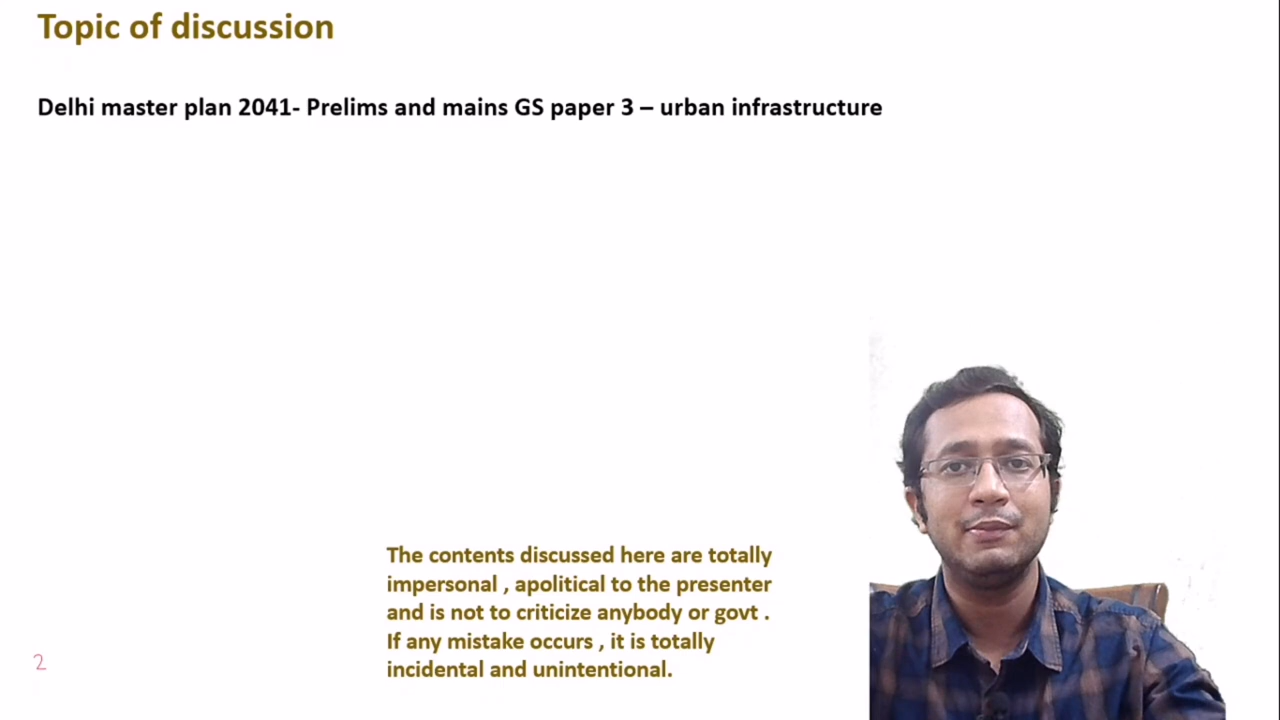 Topic of discussion
Delhi master plan 2041- Prelims and mains GS paper 3 – urban infrastructure
The contents discussed here are totally
impersonal , apolitical to the presenter
and is not to criticize anybody or govt .
If any mistake occurs , it is totally
incidental and unintentional.
2